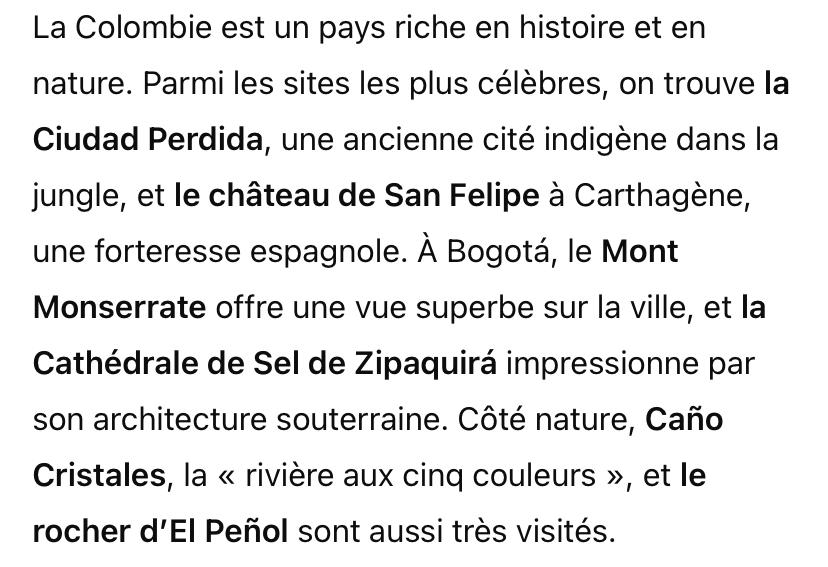 La Colombie est un pays riche en histoire et en
nature. Parmi les sites les plus célèbres, on trouve la
Ciudad Perdida, une ancienne cité indigène dans la
jungle, et le château de San Felipe à Carthagène,
une forteresse espagnole. À Bogotá, le Mont
Monserrate offre une vue superbe sur la ville, et la
Cathédrale de Sel de Zipaquirá impressionne par
son architecture souterraine. Côté nature, Caño
Cristales, la « rivière aux cinq couleurs », et le
rocher d’El Peñol sont aussi très visités.